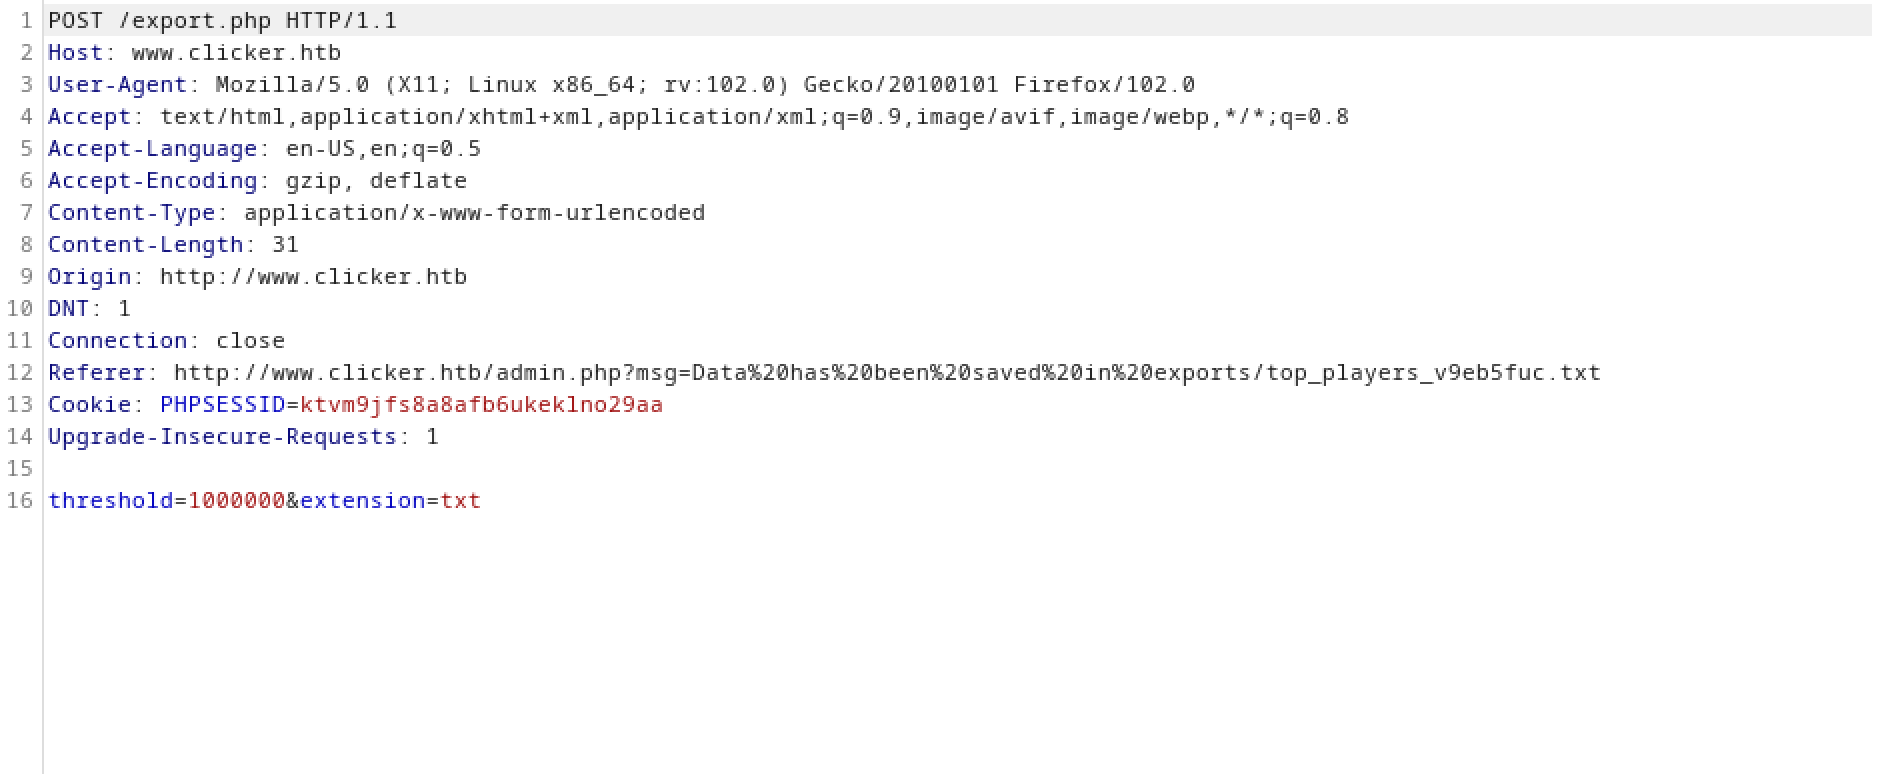 1 POST /export.php HTTP/1.1
2 Host: www.clicker.htb
3 User-Agent: Mozilla/5.0 (X11; Linux x86_64; rv:102.0) Gecko/20100101 Firefox/102.0
4 Accept: text/html,application/xhtml+xml,application/xml;q=0.9,image/avif,image/webp,*/*;q=0.8
5 Accept-Language: en-US,en;q=0.5
6 Accept-Encoding: gzip, deflate
7 Content-Type: application/x-www-form-urlencoded
8 Content-Length: 31
9 Origin: http://www.clicker.htb
10 DNT: 1
11 Connection: close
12 Referer: http://www.clicker.htb/admin.php?msg=Data%20has%20been%20saved%20in%20exports/top_players_v9eb5fuc.txt
13 Cookie: PHPSESSID=ktvm9jfs8a8afb6ukeklno29aa
14 Upgrade-Insecure-Requests: 1
15
16 threshold=1000000&extension=txt